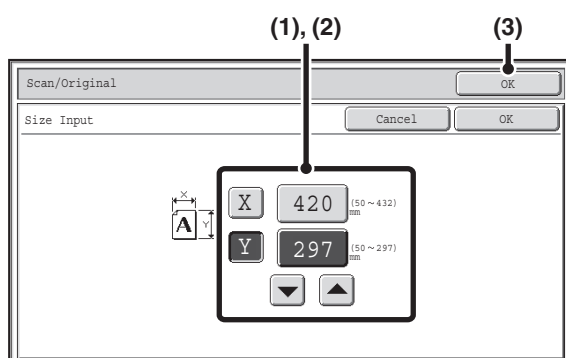 (1), (2) (3)
Scan/Original OK
Size Input Cancel OK
X
X 420 (50～432) mm
A Y
Y 297 (50～297) mm